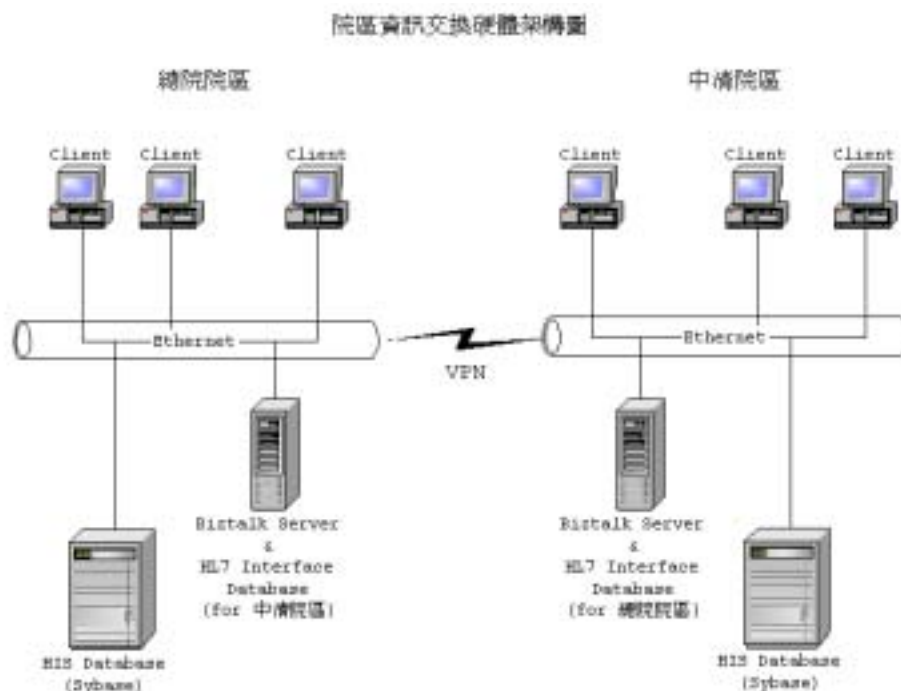 院區資訊交換硬體架構圖
總院院區
中清院區
Client
Client
Client
Client
Client
Client
Ethernet
Ethernet
VPN
Bistalk Server
&
HL7 Interface
Database
(for 中清院區)
Bistalk Server
&
HL7 Interface
Database
(for 總院院區)
HIS Database
(Sybase)
HIS Database
(Sybase)